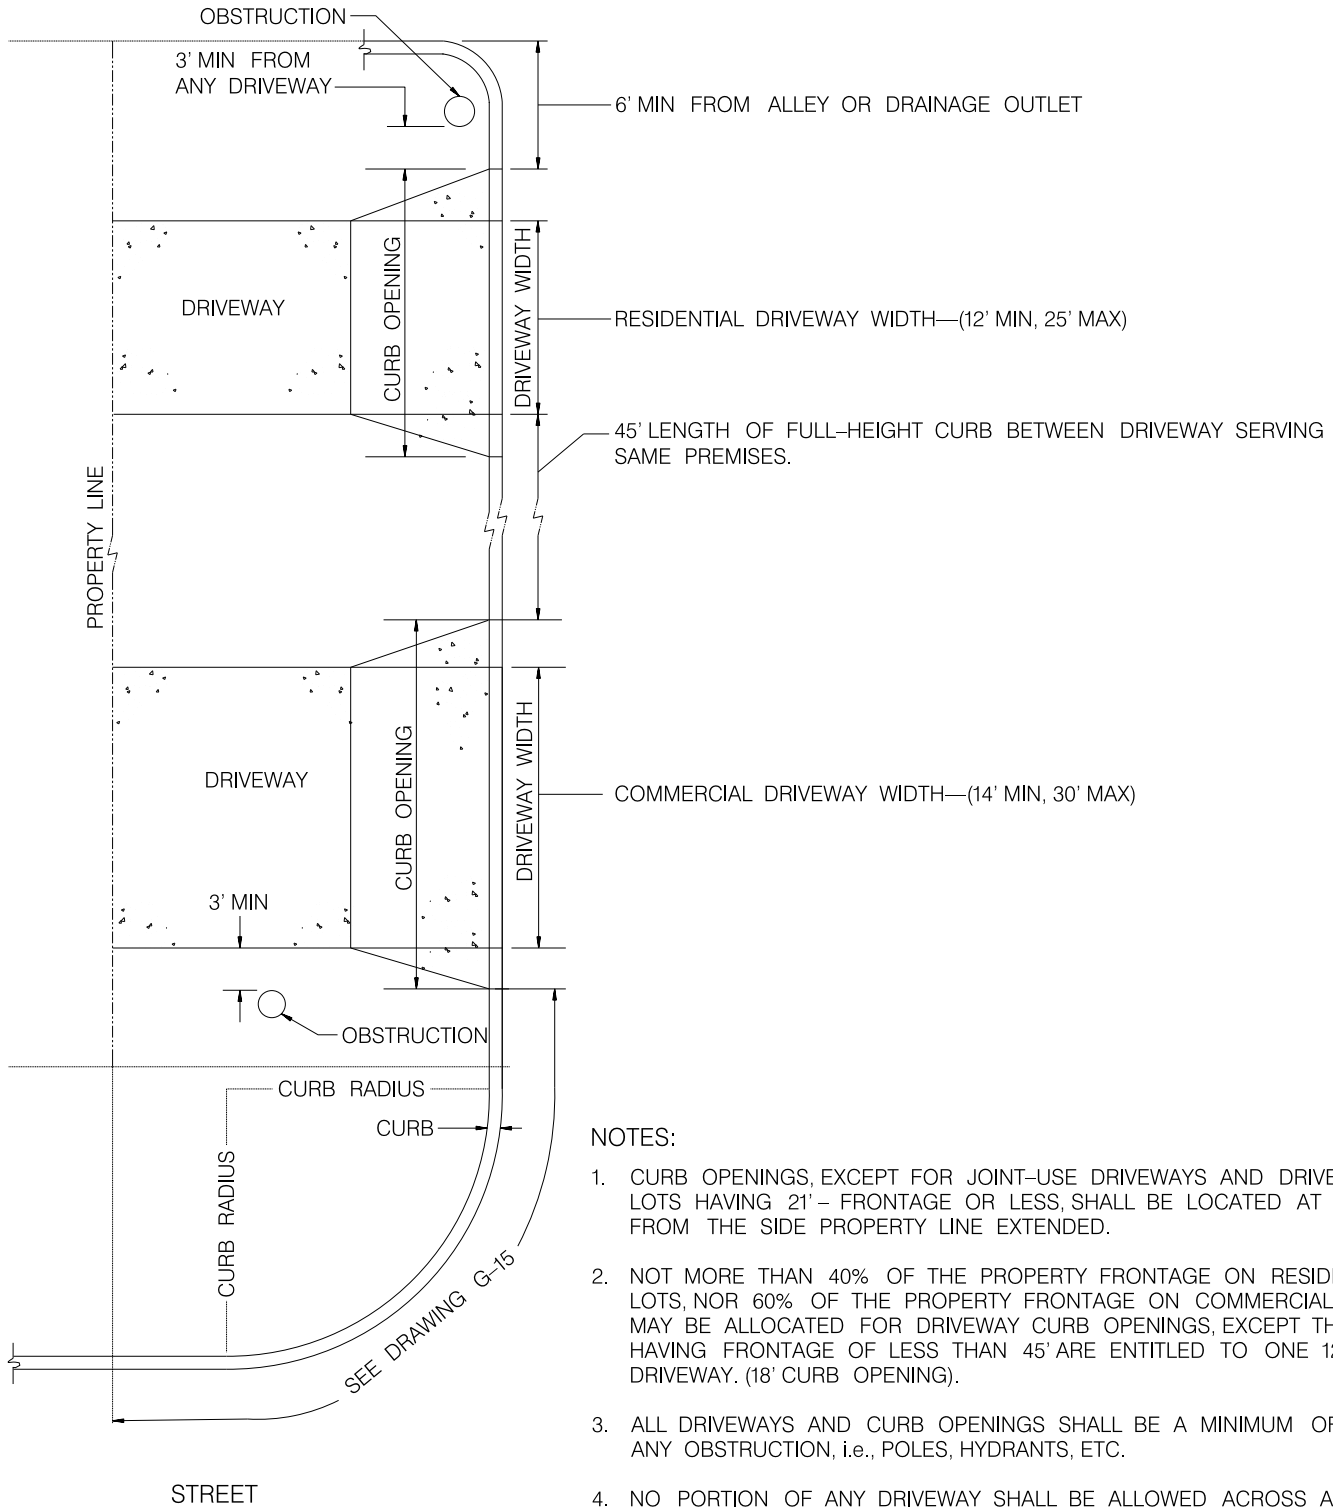 OBSTRUCTION
3' MIN FROM
ANY DRIVEWAY
6' MIN FROM ALLEY OR DRAINAGE OUTLET
DRIVEWAY
CURB OPENING
DRIVEWAY WIDTH
RESIDENTIAL DRIVEWAY WIDTH—(12' MIN, 25' MAX)
45' LENGTH OF FULL–HEIGHT CURB BETWEEN DRIVEWAY SERVING
SAME PREMISES.
PROPERTY LINE
DRIVEWAY
CURB OPENING
DRIVEWAY WIDTH
COMMERCIAL DRIVEWAY WIDTH—(14' MIN, 30' MAX)
3' MIN
OBSTRUCTION
CURB RADIUS
CURB
CURB RADIUS
SEE DRAWING G–15
STREET
NOTES:
1. CURB OPENINGS, EXCEPT FOR JOINT–USE DRIVEWAYS AND
LOTS HAVING 21' – FRONTAGE OR LESS, SHALL BE LOCATED AT
FROM THE SIDE PROPERTY LINE EXTENDED.
2. NOT MORE THAN 40% OF THE PROPERTY FRONTAGE ON
LOTS, NOR 60% OF THE PROPERTY FRONTAGE ON COMMERCIAL
MAY BE ALLOCATED FOR DRIVEWAY CURB OPENINGS, EXCEPT
HAVING FRONTAGE OF LESS THAN 45' ARE ENTITLED TO ONE
DRIVEWAY. (18' CURB OPENING).
3. ALL DRIVEWAYS AND CURB OPENINGS SHALL BE A MINIMUM
ANY OBSTRUCTION, i.e., POLES, HYDRANTS, ETC.
4. NO PORTION OF ANY DRIVEWAY SHALL BE ALLOWED ACROSS